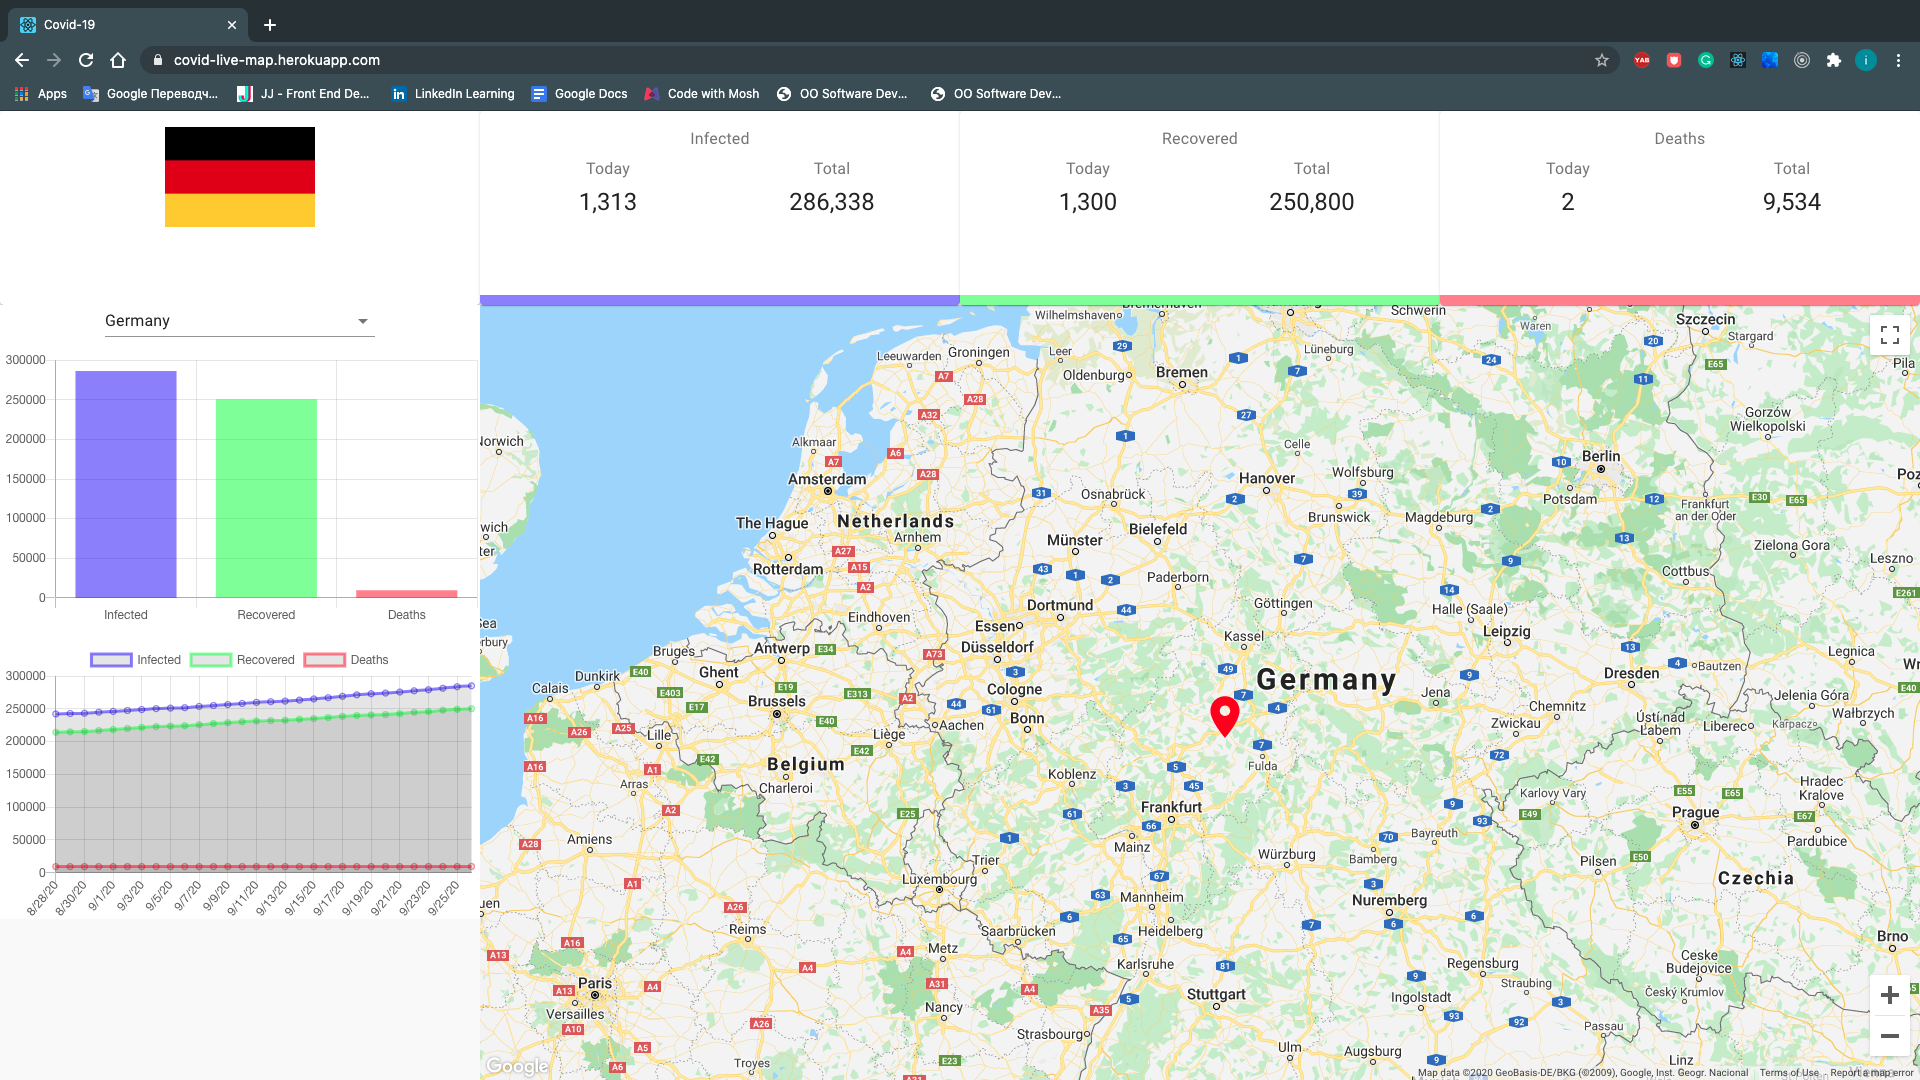 Covid-19
covid-live-map.herokuapp.com
Apps Google Переводч... JJ - Front End De... LinkedIn Learning Google Docs Code with Mosh OO Software Dev... OO Software Dev...
Infected
Today Total
1,313 286,338
Recovered
Today Total
1,300 250,800
Deaths
Today Total
2 9,534
Germany
300000
250000
200000
150000
100000
50000
0
Infected Recovered Deaths
Infected Recovered Deaths
300000
250000
200000
150000
100000
50000
0
8/28/20 8/30/20 9/1/20 9/3/20 9/5/20 9/7/20 9/9/20 9/11/20 9/13/20 9/15/20 9/17/20 9/19/20 9/21/20 9/23/20 9/25/20
Wilhelmshaven
Schwerin
Szczecin
Waren
Stargard
Leeuwarden
Groningen
Leer
Lüneburg
Oldenburg
Bremen
Pila
Norwich
Alkmaar
Celle
Gorzów
Wielkopolski
Berlin
Amsterdam
Hanover
Wolfsburg
Potsdam
Osnabrück
Frankfurt
an der Oder
The Hague
Netherlands
Arnhem
Bielefeld
Brunswick
Magdeburg
Münster
Zielona Gora
Leszno
Rotterdam
Paderborn
Cottbus
Dortmund
Göttingen
Halle (Saale)
Eindhoven
Essen
Leipzig
Kassel
Düsseldorf
Antwerp
Bruges
Ghent
Dunkirk
Calais
Legnica
Bautzen
Dresden
Germany
Jena
Cologne
Brussels
Bonn
Aachen
Chemnitz
Zwickau
Jelenia Góra
Wałbrzych
Ústí nad
Labem
Liberec
Karpacz
Lille
Liège
Belgium
Charleroi
Arras
Koblenz
Fulda
Frankfurt
Karlovy Vary
Hradec
Kralove
Prague
Pardubice
Amiens
Mainz
Bayreuth
Bamberg
Würzburg
Pilsen
Trier
Luxembourg
Czechia
Mannheim
Nuremberg
Reims
Saarbrücken
Heidelberg
Metz
Karlsruhe
Brno
Regensburg
Ceske
Budejovice
Straubing
Český Krumlov
Paris
Versailles
Nancy
Stuttgart
Ingolstadt
Strasbourg
Passau
Ulm
Augsburg
Linz
Troyes
Google
Map data ©2020 GeoBasis-DE/BKG (©2009), Google, Inst. Geogr. Nacional Terms of Use Report a map error